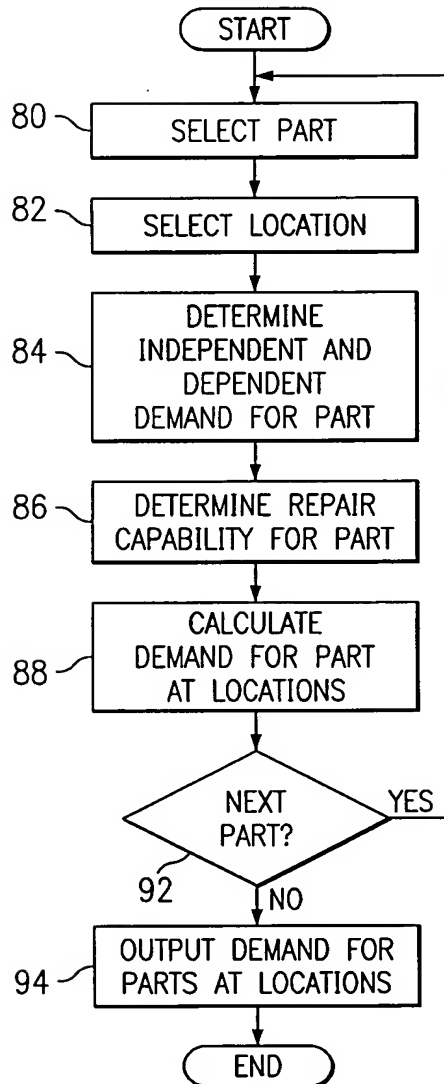 START
80
SELECT PART
82
SELECT LOCATION
84
DETERMINE
INDEPENDENT AND
DEPENDENT
DEMAND FOR PART
86
DETERMINE REPAIR
CAPABILITY FOR PART
88
CALCULATE
DEMAND FOR PART
AT LOCATIONS
NEXT
PART?
YES
92
NO
94
OUTPUT DEMAND FOR
PARTS AT LOCATIONS
END